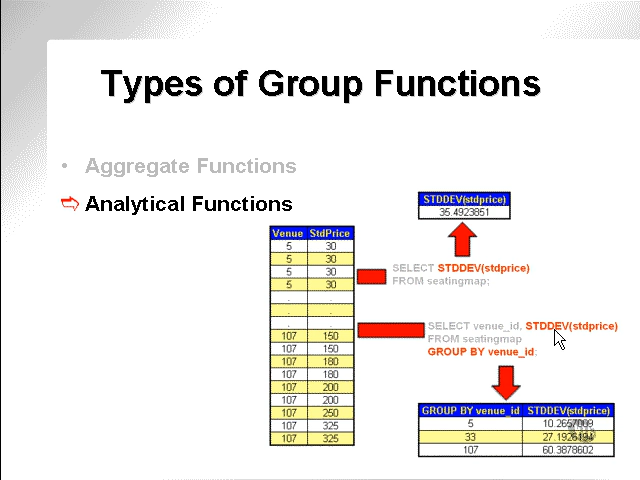 Types of Group Functions
• Aggregate Functions
Analytical Functions
STDDEV(stdprice)
35.4923851
Venue StdPrice
5 30
5 30
5 30
5 30
. .
. .
. .
107 150
107 150
107 180
107 180
107 200
107 200
107 250
107 325
107 325
SELECT STDDEV(stdprice)
FROM seatingmap;
SELECT venue_id, STDDEV(stdprice)
FROM seatingmap
GROUP BY venue_id;
GROUP BY venue_id STDDEV(stdprice)
5 10.2657009
33 27.1926194
107 60.3878602